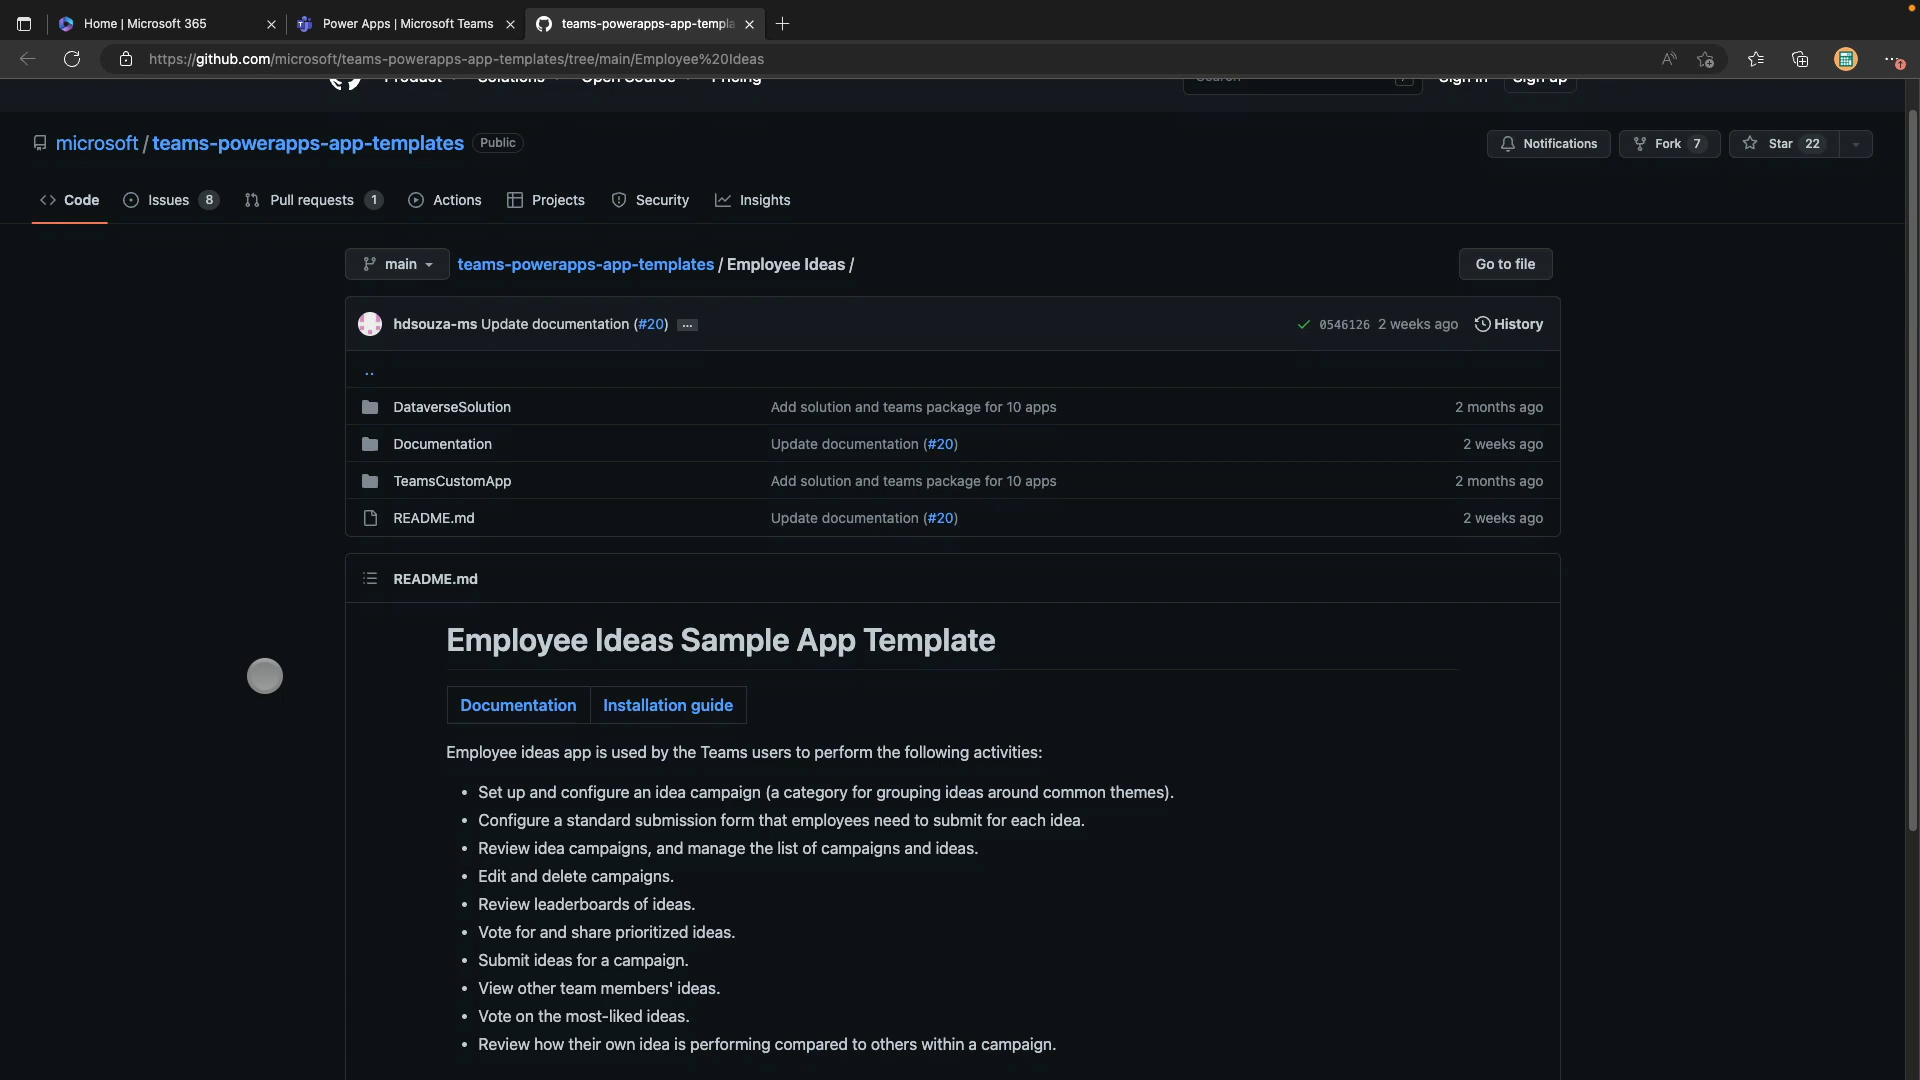 Home | Microsoft 365
Power Apps | Microsoft Teams
teams-powerapps-app-templa
https://github.com/microsoft/teams-powerapps-app-templates/tree/main/Employee%20Ideas
Product Solutions Open Source Pricing Search / Sign in Sign up
microsoft / teams-powerapps-app-templates Public
Notifications Fork 7 Star 22
Code Issues 8 Pull requests 1 Actions Projects Security Insights
main teams-powerapps-app-templates / Employee Ideas / Go to file
hdsouza-ms Update documentation (#20) ... 0546126 2 weeks ago History
..
DataverseSolution Add solution and teams package for 10 apps 2 months ago
Documentation Update documentation (#20) 2 weeks ago
TeamsCustomApp Add solution and teams package for 10 apps 2 months ago
README.md Update documentation (#20) 2 weeks ago
README.md
Employee Ideas Sample App Template
Documentation Installation guide
Employee ideas app is used by the Teams users to perform the following activities:
• Set up and configure an idea campaign (a category for grouping ideas around common themes).
• Configure a standard submission form that employees need to submit for each idea.
• Review idea campaigns, and manage the list of campaigns and ideas.
• Edit and delete campaigns.
• Review leaderboards of ideas.
• Vote for and share prioritized ideas.
• Submit ideas for a campaign.
• View other team members' ideas.
• Vote on the most-liked ideas.
• Review how their own idea is performing compared to others within a campaign.